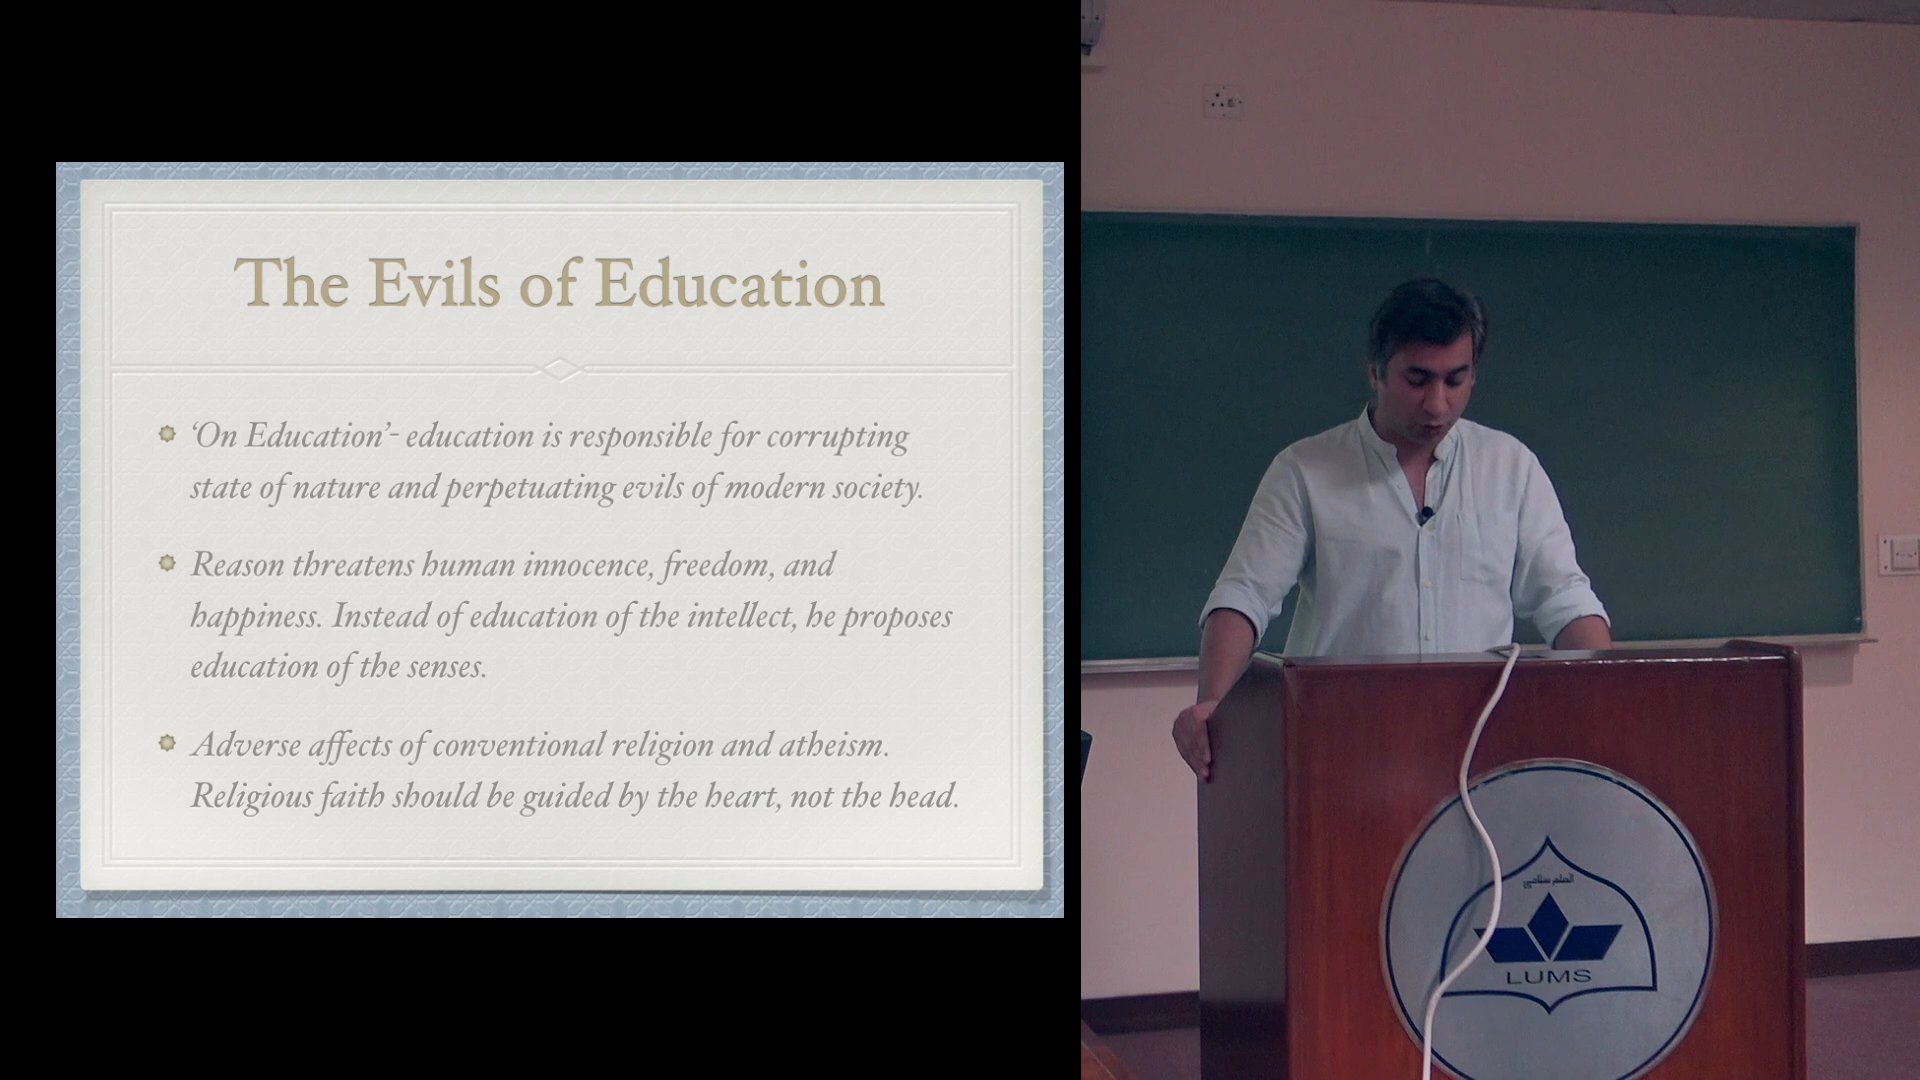 The Evils of Education
‘On Education’- education is responsible for corrupting
state of nature and perpetuating evils of modern society.
Reason threatens human innocence, freedom, and
happiness. Instead of education of the intellect, he proposes
education of the senses.
Adverse affects of conventional religion and atheism.
Religious faith should be guided by the heart, not the head.
LUMS